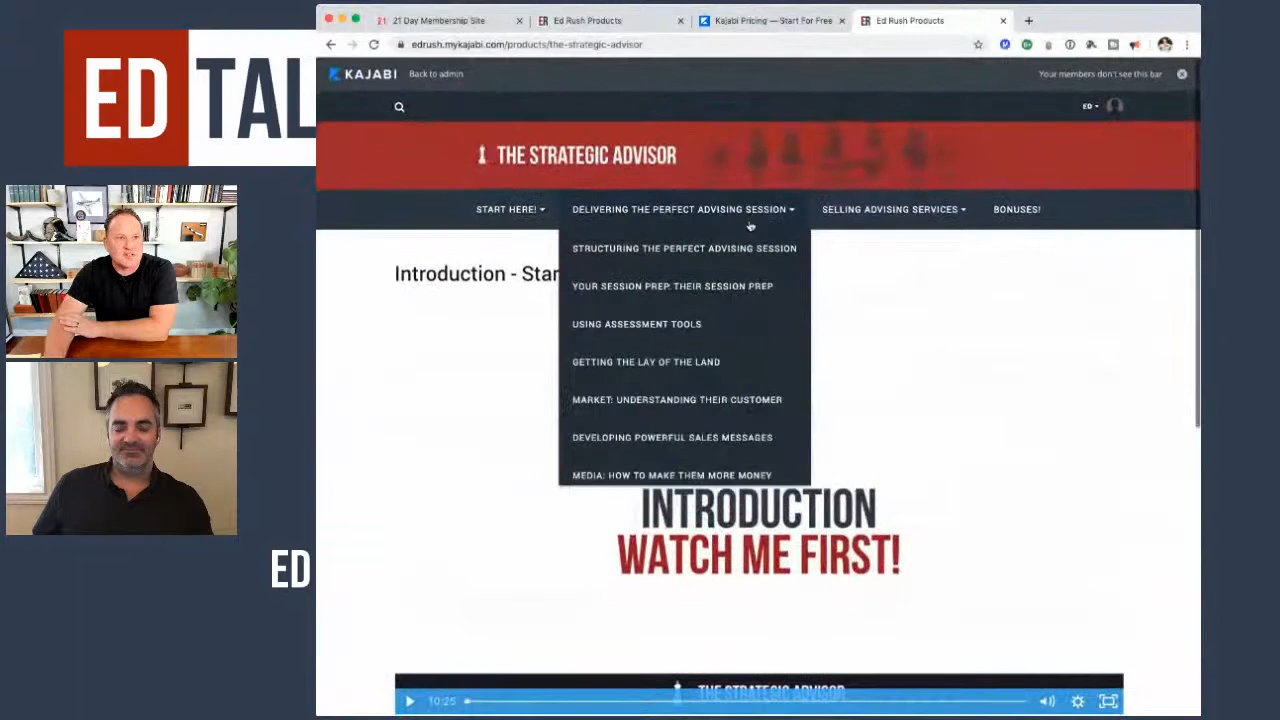 ED TAL
21 Day Membership Site
Ed Rush Products
Kajabi Pricing — Start For Free
Ed Rush Products
edrush.mykajabi.com/products/the-strategic-advisor
KAJABI
Back to admin
Your members don't see this bar
ED
THE STRATEGIC ADVISOR
START HERE!
DELIVERING THE PERFECT ADVISING SESSION
SELLING ADVISING SERVICES
BONUSES!
STRUCTURING THE PERFECT ADVISING SESSION
Introduction - Star
YOUR SESSION PREP: THEIR SESSION PREP
USING ASSESSMENT TOOLS
GETTING THE LAY OF THE LAND
MARKET: UNDERSTANDING THEIR CUSTOMER
DEVELOPING POWERFUL SALES MESSAGES
MEDIA: HOW TO MAKE THEM MORE MONEY
INTRODUCTION
WATCH ME FIRST!
ED
THE STRATEGIC ADVISOR
10:25